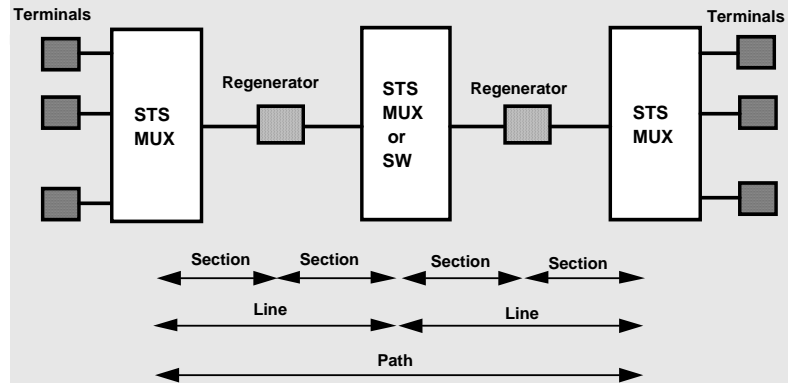 Terminals
Terminals
Regenerator
Regenerator
STS
MUX
STS
MUX
or
SW
STS
MUX
Section
Section
Section
Section
Line
Line
Path